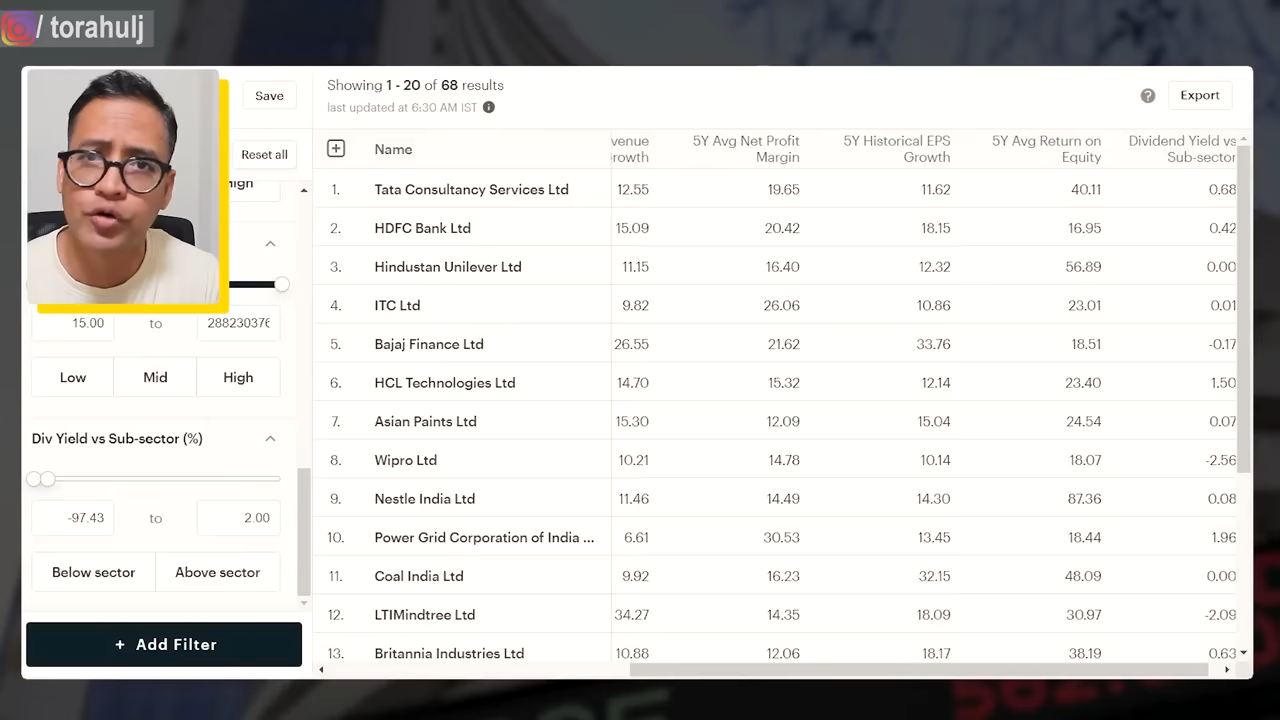 / torahulj
Save
Reset all
High
15.00 to 288230376
Low Mid High
Div Yield vs Sub-sector (%)
-97.43 to 2.00
Below sector Above sector
+ Add Filter
Showing 1 - 20 of 68 results
last updated at 6:30 AM IST
? Export
Name venue rowth 5Y Avg Net Profit Margin 5Y Historical EPS Growth 5Y Avg Return on Equity Dividend Yield vs Sub-sector
1. Tata Consultancy Services Ltd 12.55 19.65 11.62 40.11 0.68
2. HDFC Bank Ltd 15.09 20.42 18.15 16.95 0.42
3. Hindustan Unilever Ltd 11.15 16.40 12.32 56.89 0.00
4. ITC Ltd 9.82 26.06 10.86 23.01 0.01
5. Bajaj Finance Ltd 26.55 21.62 33.76 18.51 -0.17
6. HCL Technologies Ltd 14.70 15.32 12.14 23.40 1.50
7. Asian Paints Ltd 15.30 12.09 15.04 24.54 0.07
8. Wipro Ltd 10.21 14.78 10.14 18.07 -2.56
9. Nestle India Ltd 11.46 14.49 14.30 87.36 0.08
10. Power Grid Corporation of India ... 6.61 30.53 13.45 18.44 1.96
11. Coal India Ltd 9.92 16.23 32.15 48.09 0.00
12. LTIMindtree Ltd 34.27 14.35 18.09 30.97 -2.09
13. Britannia Industries Ltd 10.88 12.06 18.17 38.19 0.63